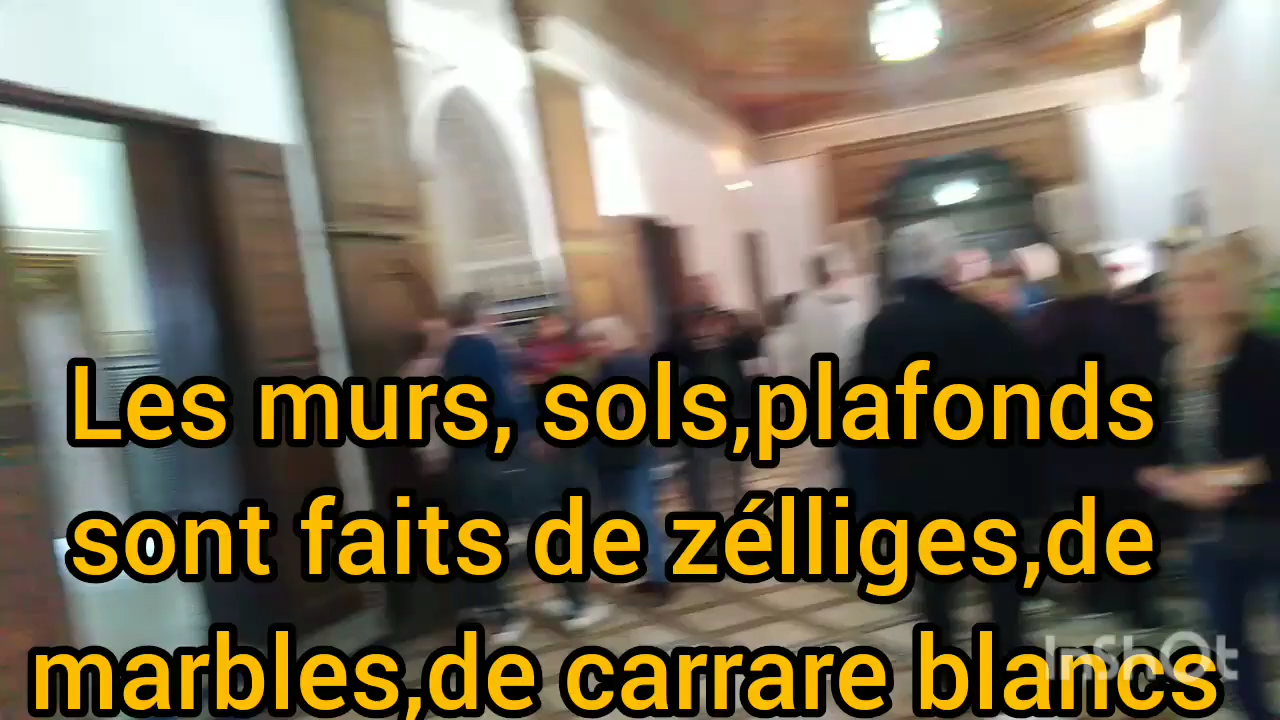 Les murs, sols,plafonds
sont faits de zélliges,de
marbles,de carrare blancs
InShOt